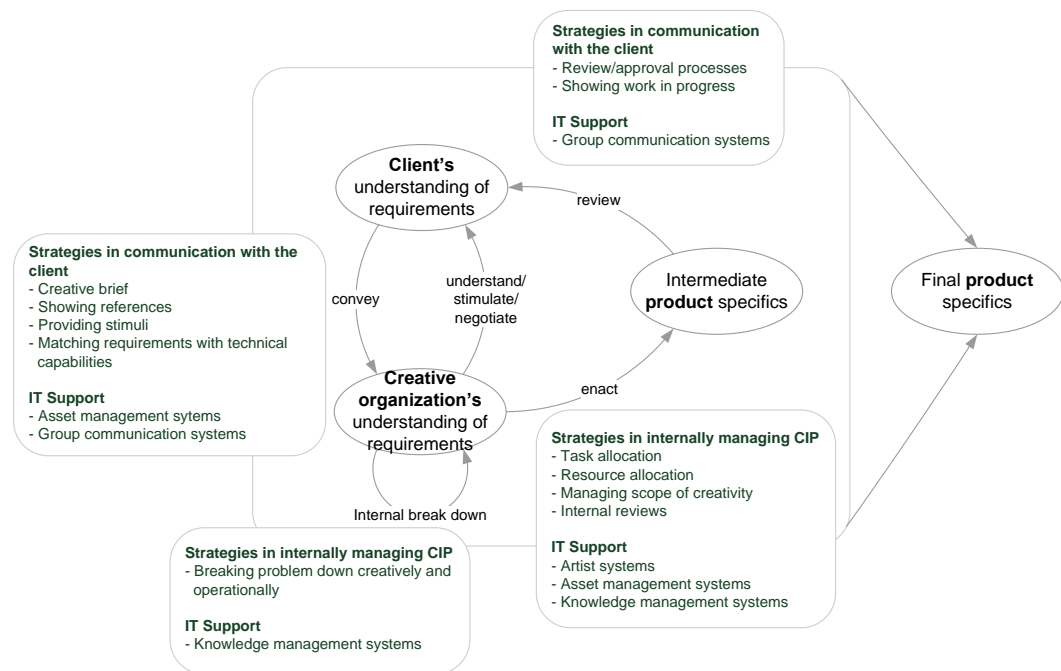 Strategies in communication
with the client
- Review/approval processes
- Showing work in progress
IT Support
- Group communication systems
Client's
understanding of
requirements
review
Strategies in communication with the
client
- Creative brief
- Showing references
- Providing stimuli
- Matching requirements with technical
capabilities
IT Support
- Asset management sytems
- Group communication systems
convey
understand/
stimulate/
negotiate
Intermediate
product specifics
Final product
specifics
Creative
organization's
understanding of
requirements
enact
Internal break down
Strategies in internally managing CIP
- Task allocation
- Resource allocation
- Managing scope of creativity
- Internal reviews
IT Support
- Artist systems
- Asset management systems
- Knowledge management systems
Strategies in internally managing CIP
- Breaking problem down creatively and
operationally
IT Support
- Knowledge management systems